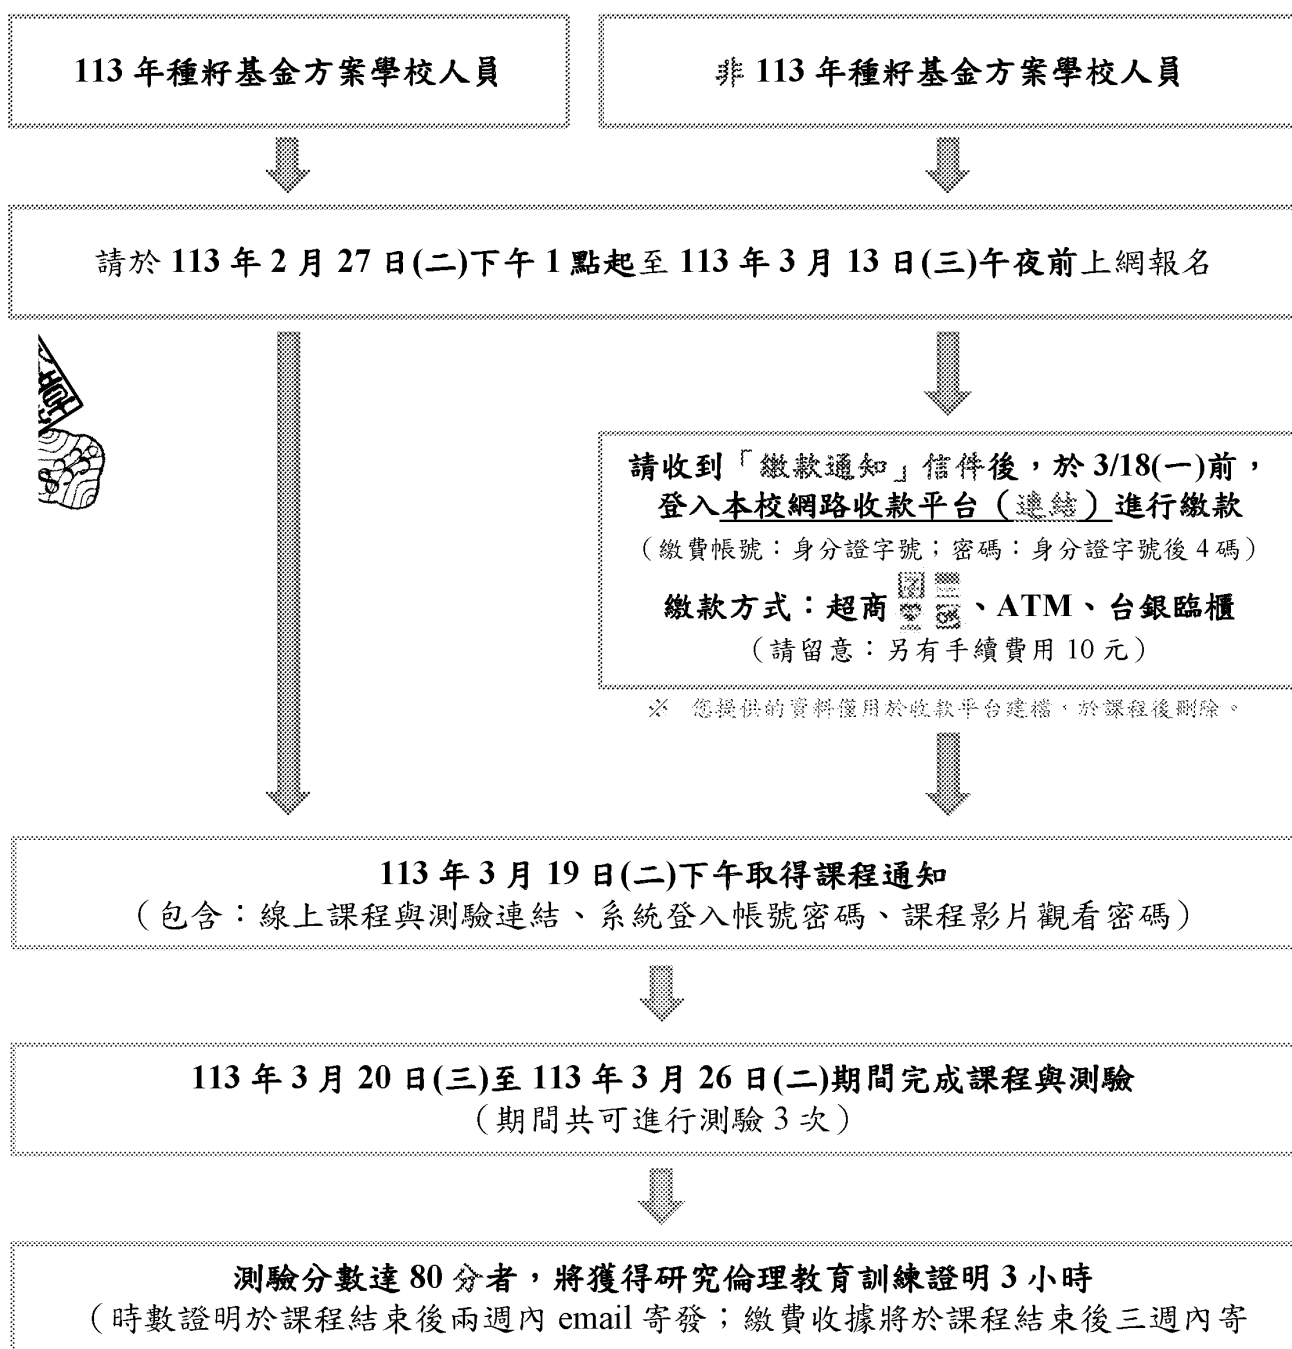 113 年種籽基金方案學校人員
非 113 年種籽基金方案學校人員
請於 113 年 2 月 27 日(二)下午 1 點起至 113 年 3 月 13 日(三)午夜前上網報名
章
請收到「繳款通知」信件後，於 3/18(一)前，
登入本校網路收款平台（連結）進行繳款
（繳費帳號：身分證字號；密碼：身分證字號後 4 碼）
繳款方式：超商、ATM、台銀臨櫃
（請留意：另有手續費用 10 元）
※ 您提供的資料僅用於收款平台建檔，於課程後刪除。
113 年 3 月 19 日(二)下午取得課程通知
（包含：線上課程與測驗連結、系統登入帳號密碼、課程影片觀看密碼）
113 年 3 月 20 日(三)至 113 年 3 月 26 日(二)期間完成課程與測驗
（期間共可進行測驗 3 次）
測驗分數達 80 分者，將獲得研究倫理教育訓練證明 3 小時
（時數證明於課程結束後兩週內 email 寄發；繳費收據將於課程結束後三週內寄